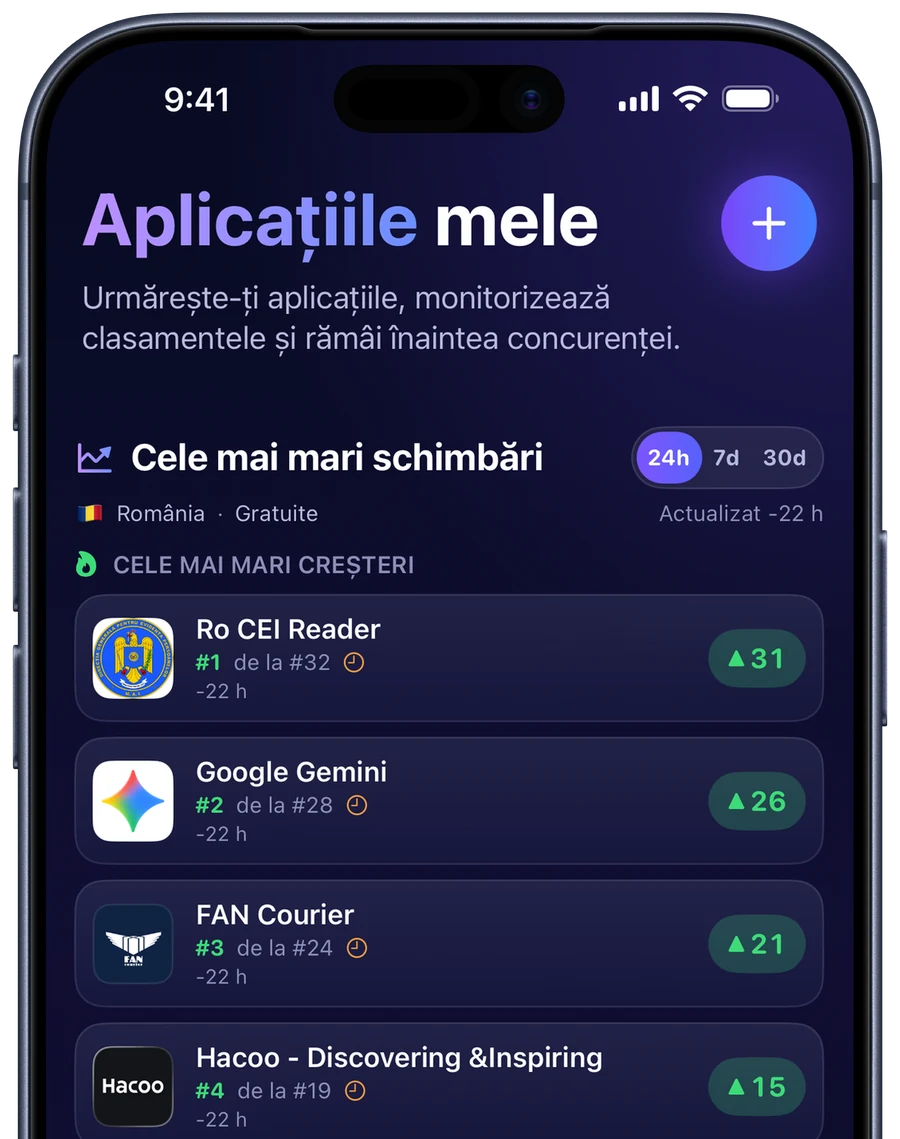 9:41
Aplicațiile mele
Urmărește-ți aplicațiile, monitorizează
clasamentele și rămâi înaintea concurenței.
Cele mai mari schimbări
24h 7d 30d
România · Gratuite
Actualizat -22 h
CELE MAI MARI CREȘTERI
Ro CEI Reader
#1 de la #32
-22 h
▲31
Google Gemini
#2 de la #28
-22 h
▲26
FAN Courier
#3 de la #24
-22 h
▲21
FAN
courier
Hacoo - Discovering &Inspiring
#4 de la #19
-22 h
▲15
Hacoo